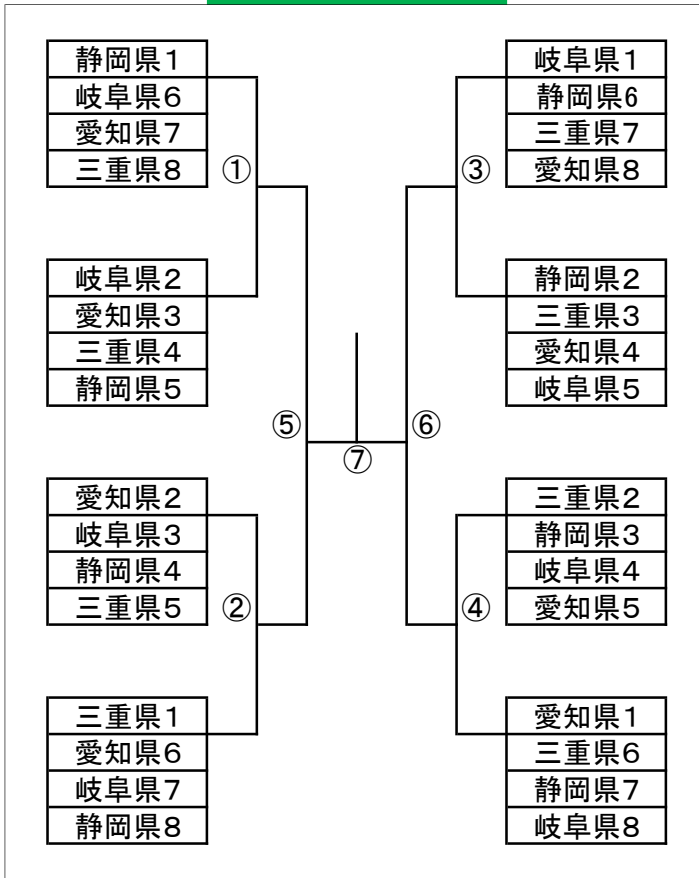 静岡県1
岐阜県6
愛知県7
三重県8
①
岐阜県2
愛知県3
三重県4
静岡県5
愛知県2
岐阜県3
静岡県4
三重県5
②
三重県1
愛知県6
岐阜県7
静岡県8
⑤
⑦
⑥
岐阜県1
静岡県6
三重県7
愛知県8
③
静岡県2
三重県3
愛知県4
岐阜県5
三重県2
静岡県3
岐阜県4
愛知県5
④
愛知県1
三重県6
静岡県7
岐阜県8